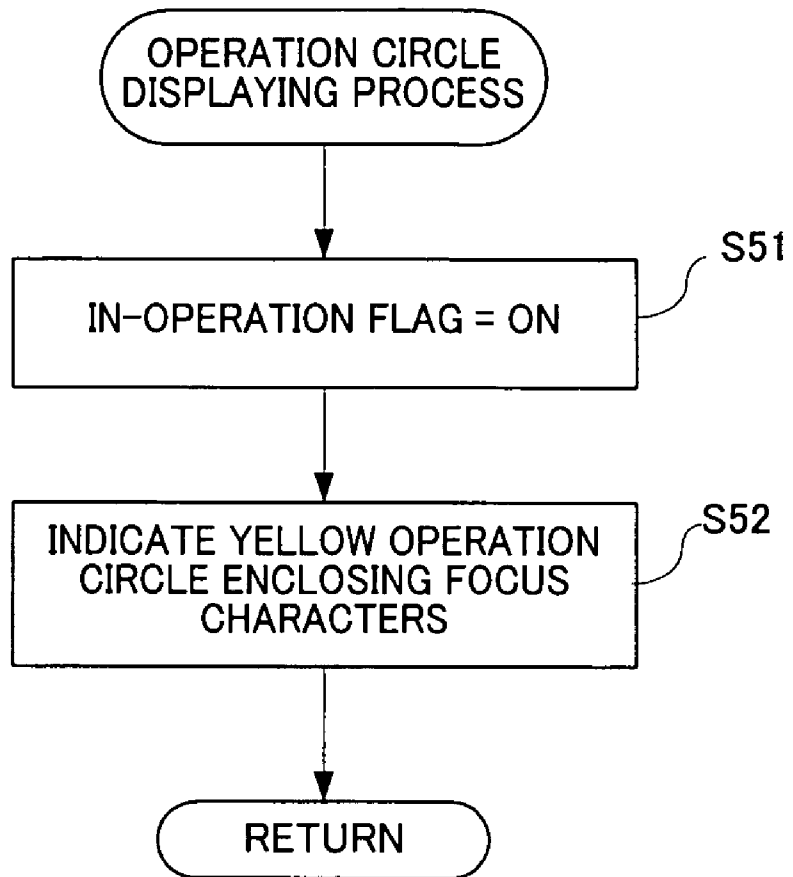 OPERATION CIRCLE
DISPLAYING PROCESS
S51
IN-OPERATION FLAG = ON
S52
INDICATE YELLOW OPERATION
CIRCLE ENCLOSING FOCUS
CHARACTERS
RETURN